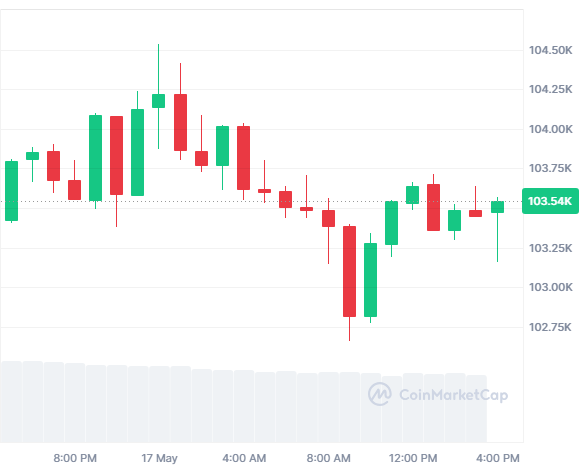 104.50K
104.25K
104.00K
103.75K
103.54K
103.25K
103.00K
102.75K
CoinMarketCap
8:00 PM 17 May 4:00 AM 8:00 AM 12:00 PM 4:00 PM